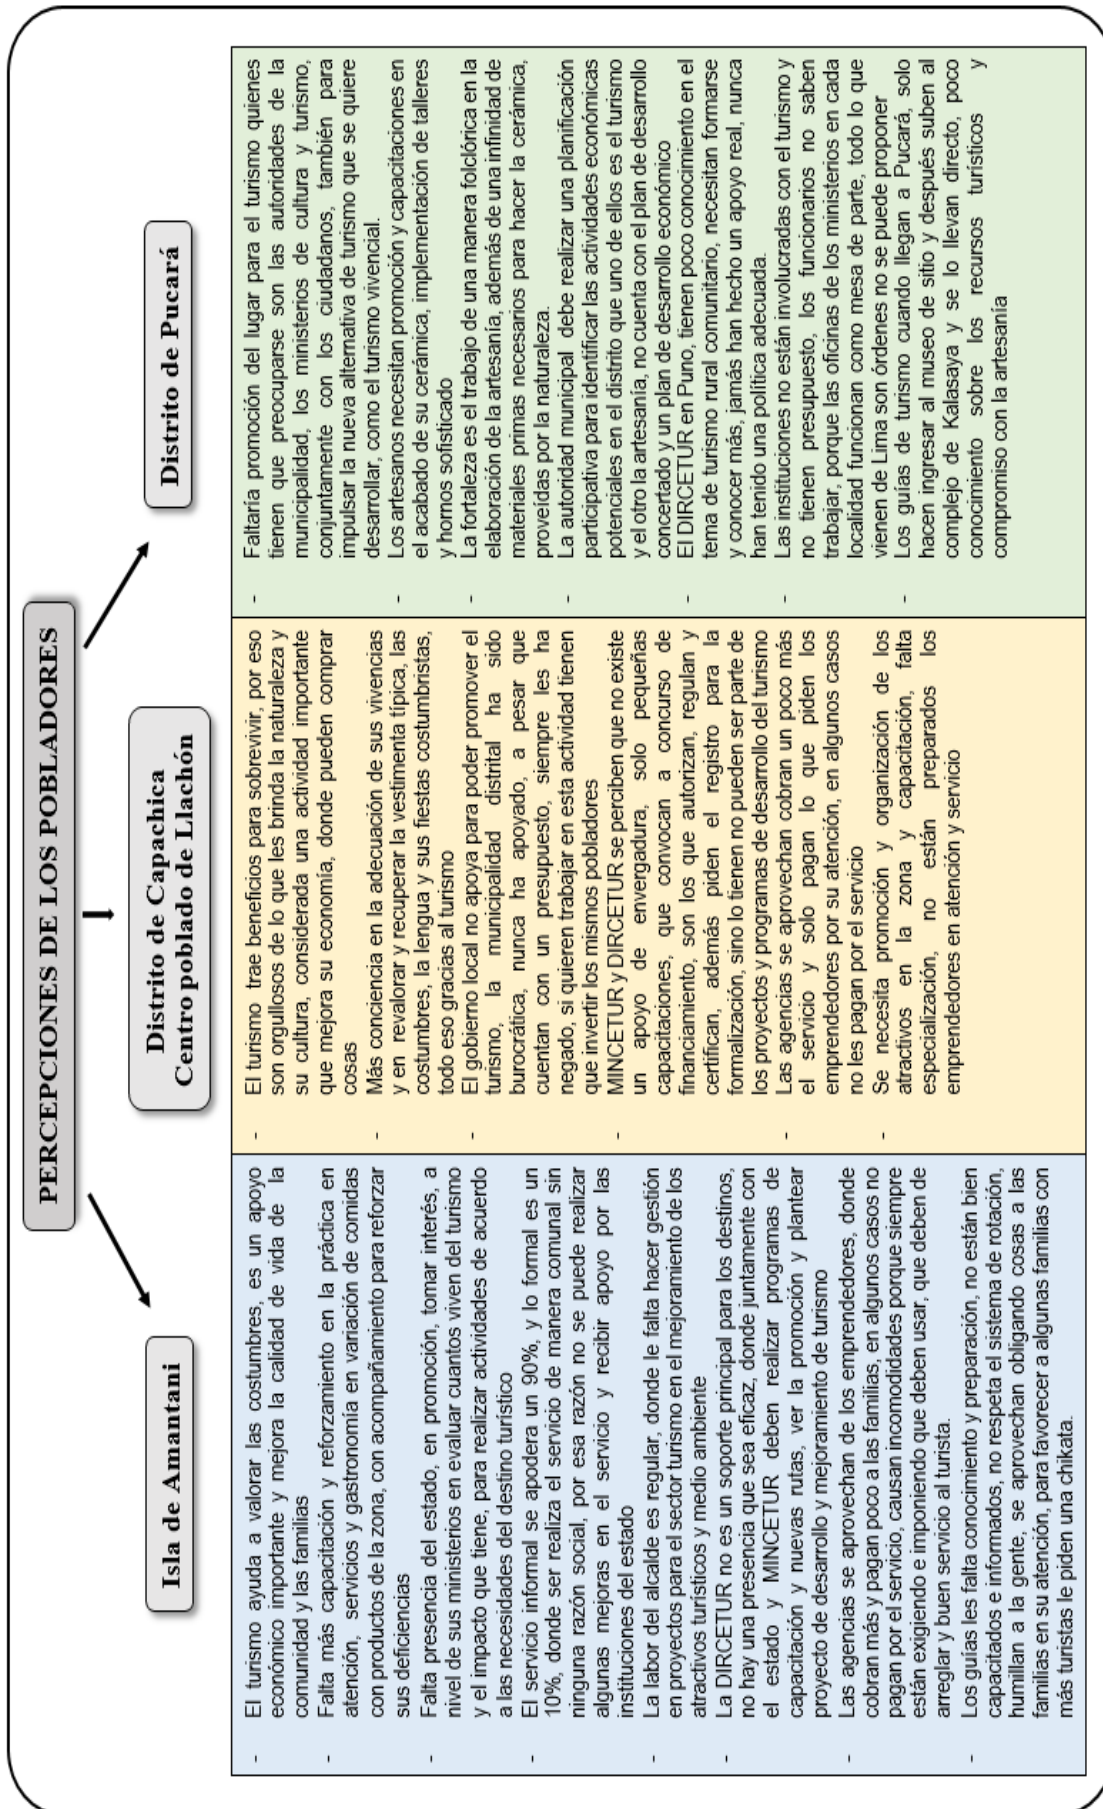 PERCEPCIONES DE LOS POBLADORES
Isla de Amantani
Distrito de Capachica
Centro poblado de Llachón
Distrito de Pucará
- El turismo ayuda a valorar las costumbres, es un apoyo
económico importante y mejora la calidad de vida de la
comunidad y las familias
- Falta más capacitación y reforzamiento en la práctica en
atención, servicios y gastronomía en variación de comidas
con productos de la zona, con acompañamiento para reforzar
sus deficiencias
- Falta presencia del estado, en promoción, tomar interés, a
nivel de sus ministerios en evaluar cuantos viven del turismo
y el impacto que tiene, para realizar actividades de acuerdo
a las necesidades del destino turístico
- El servicio informal se apodera un 90%, y lo formal es un
10%, donde ser realiza el servicio de manera comunal sin
ninguna razón social, por esa razón no se puede realizar
algunas mejoras en el servicio y recibir apoyo por las
instituciones del estado
- La labor del alcalde es regular, donde le falta hacer gestión
en proyectos para el sector turismo en el mejoramiento de los
atractivos turísticos y medio ambiente
- La DIRCETUR no es un soporte principal para los destinos,
no hay una presencia que sea eficaz, donde juntamente con
el estado y MINCETUR deben realizar programas de
capacitación y nuevas rutas, ver la promoción y plantear
proyecto de desarrollo y mejoramiento de turismo
- Las agencias se aprovechan de los emprendedores, donde
cobran más y pagan poco a las familias, en algunos casos no
pagan por el servicio, causan incomodidades porque siempre
están exigiendo e imponiendo que deben usar, que deben de
arreglar y buen servicio al turista.
- Los guías les falta conocimiento y preparación, no están bien
capacitados e informados, no respeta el sistema de rotación,
humillan a la gente, se aprovechan obligando cosas a las
familias en su atención, para favorecer a algunas familias con
más turistas le piden una chikata.
- El turismo trae beneficios para sobrevivir, por eso
son orgullosos de lo que les brinda la naturaleza y
su cultura, considerada una actividad importante
que mejora su economía, donde pueden comprar
cosas
- Más conciencia en la adecuación de sus vivencias
y en revalorar y recuperar la vestimenta típica, las
costumbres, la lengua y sus fiestas costumbristas,
todo eso gracias al turismo
- El gobierno local no apoya para poder promover el
turismo, la municipalidad distrital ha sido
burocrática, nunca ha apoyado, a pesar que
cuentan con un presupuesto, siempre les ha
negado, si quieren trabajar en esta actividad tienen
que invertir los mismos pobladores
- MINCETUR y DIRCETUR se perciben que no existe
un apoyo de envergadura, solo pequeñas
capacitaciones, que convocan a concurso de
financiamiento, son los que autorizan, regulan y
certifican, además piden el registro para la
formalización, sino lo tienen no pueden ser parte de
los proyectos y programas de desarrollo del turismo
- Las agencias se aprovechan cobran un poco más
el servicio y solo pagan lo que piden los
emprendedores por su atención, en algunos casos
no les pagan por el servicio
- Se necesita promoción y organización de los
atractivos en la zona y capacitación, falta
especialización, no están preparados los
emprendedores en atención y servicio
- Faltaría promoción del lugar para el turismo quienes
tienen que preocuparse son las autoridades de la
municipalidad, los ministerios de cultura y turismo,
conjuntamente con los ciudadanos, también para
impulsar la nueva alternativa de turismo que se quiere
desarrollar, como el turismo vivencial.
- Los artesanos necesitan promoción y capacitaciones en
el acabado de su cerámica, implementación de talleres
y hornos sofisticado
- La fortaleza es el trabajo de una manera folclórica en la
elaboración de la artesanía, además de una infinidad de
materiales primas necesarios para hacer la cerámica,
proveídas por la naturaleza.
- La autoridad municipal debe realizar una planificación
participativa para identificar las actividades económicas
potenciales en el distrito que uno de ellos es el turismo
y el otro la artesanía, no cuenta con el plan de desarrollo
concertado y un plan de desarrollo económico
- El DIRCETUR en Puno, tienen poco conocimiento en el
tema de turismo rural comunitario, necesitan formarse
y conocer más, jamás han hecho un apoyo real, nunca
han tenido una política adecuada.
- Las instituciones no están involucradas con el turismo y
no tienen presupuesto, los funcionarios no saben
trabajar, porque las oficinas de los ministerios en cada
localidad funcionan como mesa de parte, todo lo que
vienen de Lima son órdenes no se puede proponer
- Los guías de turismo cuando llegan a Pucará, solo
hacen ingresar al museo de sitio y después suben al
complejo de Kalasaya y se lo llevan directo, poco
conocimiento sobre los recursos turísticos y
compromiso con la artesanía